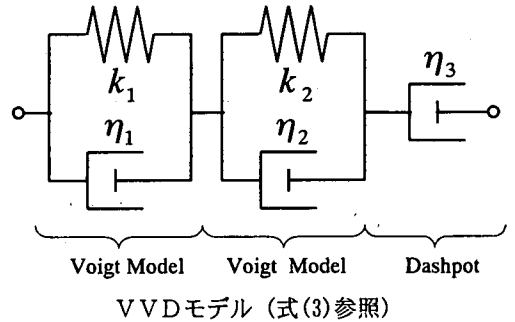 k₁
k₂
η₃
η₁
η₂
Voigt Model
Voigt Model
Dashpot
ＶＶＤモデル (式(3)参照)